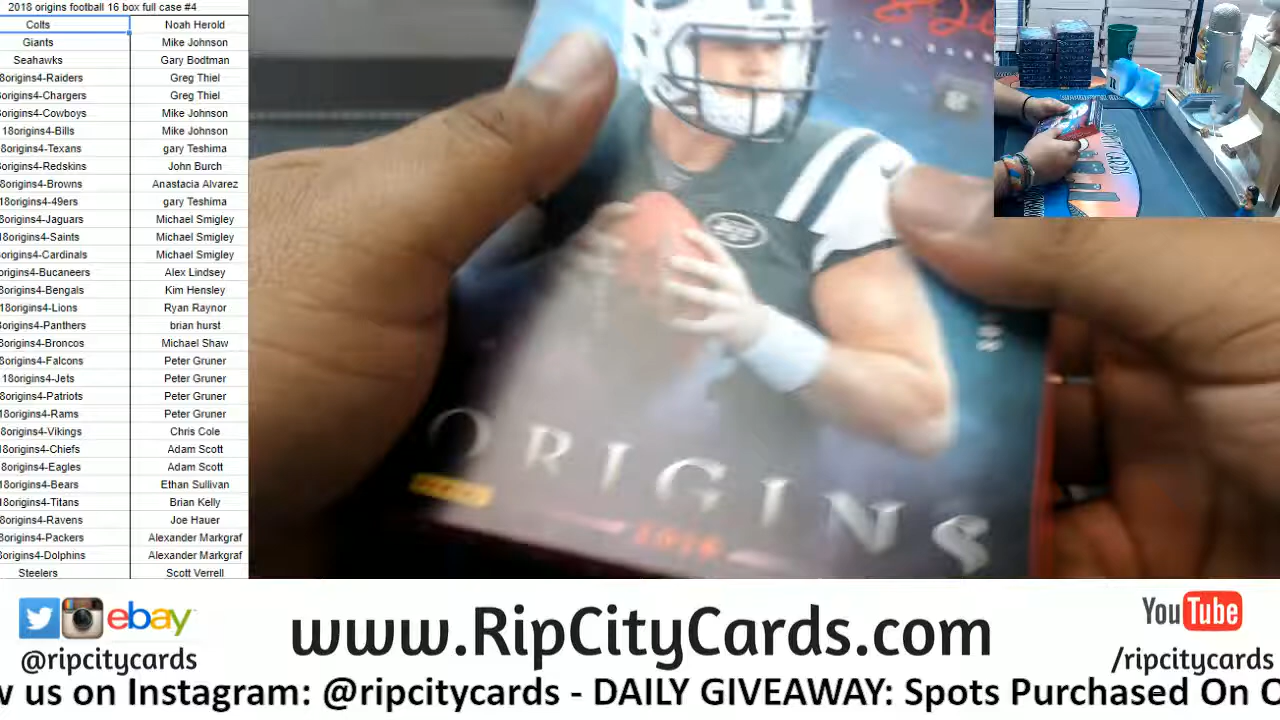 2018 origins football 16 box full case #4
Colts Noah Herold
Giants Mike Johnson
Seahawks Gary Bodtman
8origins4-Raiders Greg Thiel
8origins4-Chargers Greg Thiel
8origins4-Cowboys Mike Johnson
18origins4-Bills Mike Johnson
8origins4-Texans gary Teshima
8origins4-Redskins John Burch
8origins4-Browns Anastacia Alvarez
18origins4-49ers gary Teshima
8origins4-Jaguars Michael Smigley
18origins4-Saints Michael Smigley
8origins4-Cardinals Michael Smigley
origins4-Bucaneers Alex Lindsey
8origins4-Bengals Kim Hensley
18origins4-Lions Ryan Raynor
8origins4-Panthers brian hurst
8origins4-Broncos Michael Shaw
8origins4-Falcons Peter Gruner
18origins4-Jets Peter Gruner
18origins4-Patriots Peter Gruner
18origins4-Rams Peter Gruner
18origins4-Vikings Chris Cole
18origins4-Chiefs Adam Scott
8origins4-Eagles Adam Scott
18origins4-Bears Ethan Sullivan
18origins4-Titans Brian Kelly
8origins4-Ravens Joe Hauer
8origins4-Packers Alexander Markgraf
8origins4-Dolphins Alexander Markgraf
Steelers Scott Verrell
JETS
ORIGINS
2018
ebay
@ripcitycards
www.RipCityCards.com
YouTube
/ripcitycards
w us on Instagram: @ripcitycards - DAILY GIVEAWAY: Spots Purchased On O